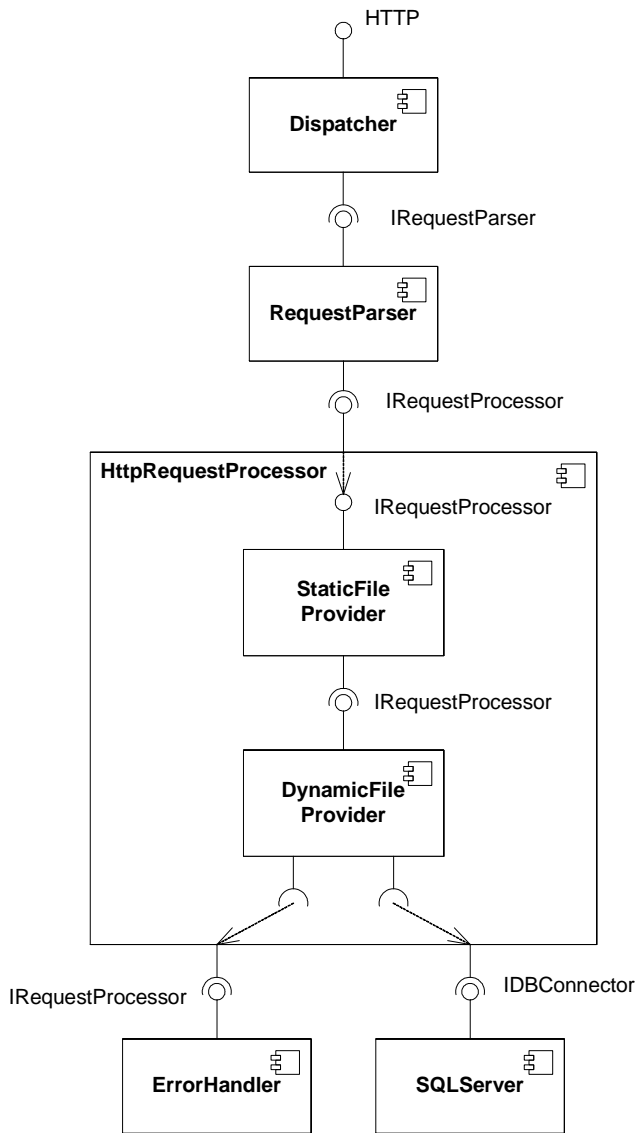 HTTP
Dispatcher
IRequestParser
RequestParser
IRequestProcessor
HttpRequestProcessor
IRequestProcessor
StaticFile
Provider
IRequestProcessor
DynamicFile
Provider
IRequestProcessor
IDBConnector
ErrorHandler
SQLServer